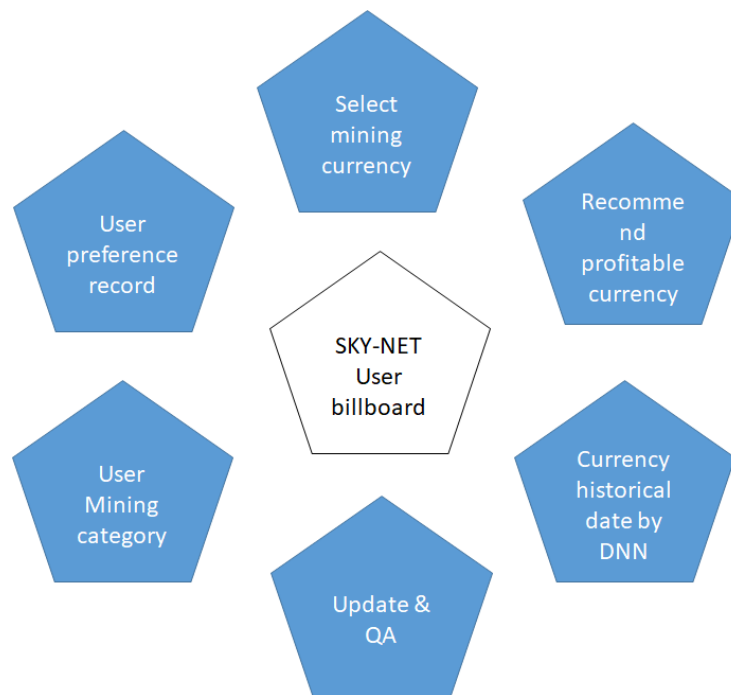 Select
mining
currency
User
preference
record
Recomme
nd
profitable
currency
SKY-NET
User
billboard
User
Mining
category
Currency
historical
date by
DNN
Update &
QA